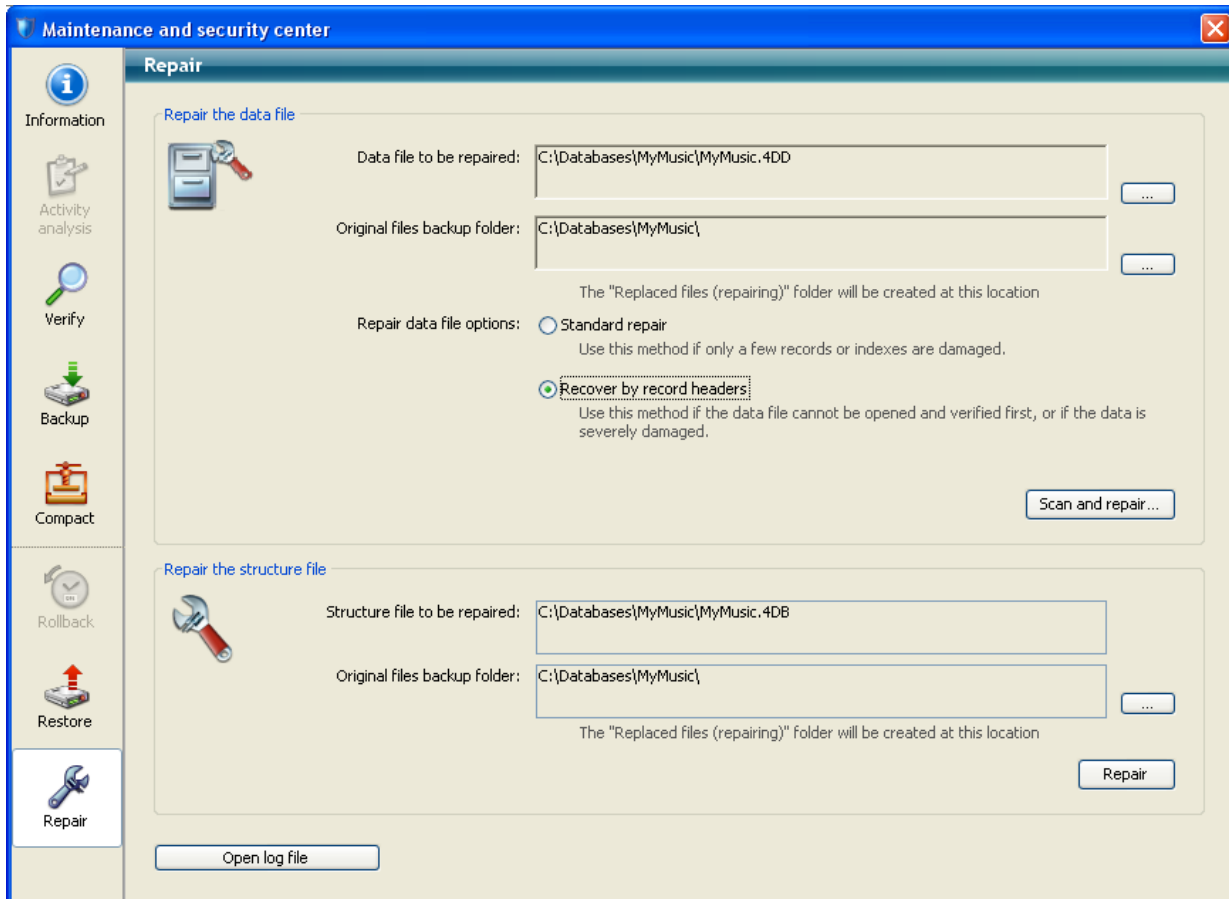 Maintenance and security center
Information
Activity
analysis
Verify
Backup
Compact
Rollback
Restore
Repair
Repair
Repair the data file
Data file to be repaired: C:\Databases\MyMusic\MyMusic.4DD
...
Original files backup folder: C:\Databases\MyMusic\
...
The "Replaced files (repairing)" folder will be created at this location
Repair data file options: Standard repair
Use this method if only a few records or indexes are damaged.
Recover by record headers
Use this method if the data file cannot be opened and verified first, or if the data is
severely damaged.
Scan and repair...
Repair the structure file
Structure file to be repaired: C:\Databases\MyMusic\MyMusic.4DB
Original files backup folder: C:\Databases\MyMusic\
...
The "Replaced files (repairing)" folder will be created at this location
Repair
Open log file